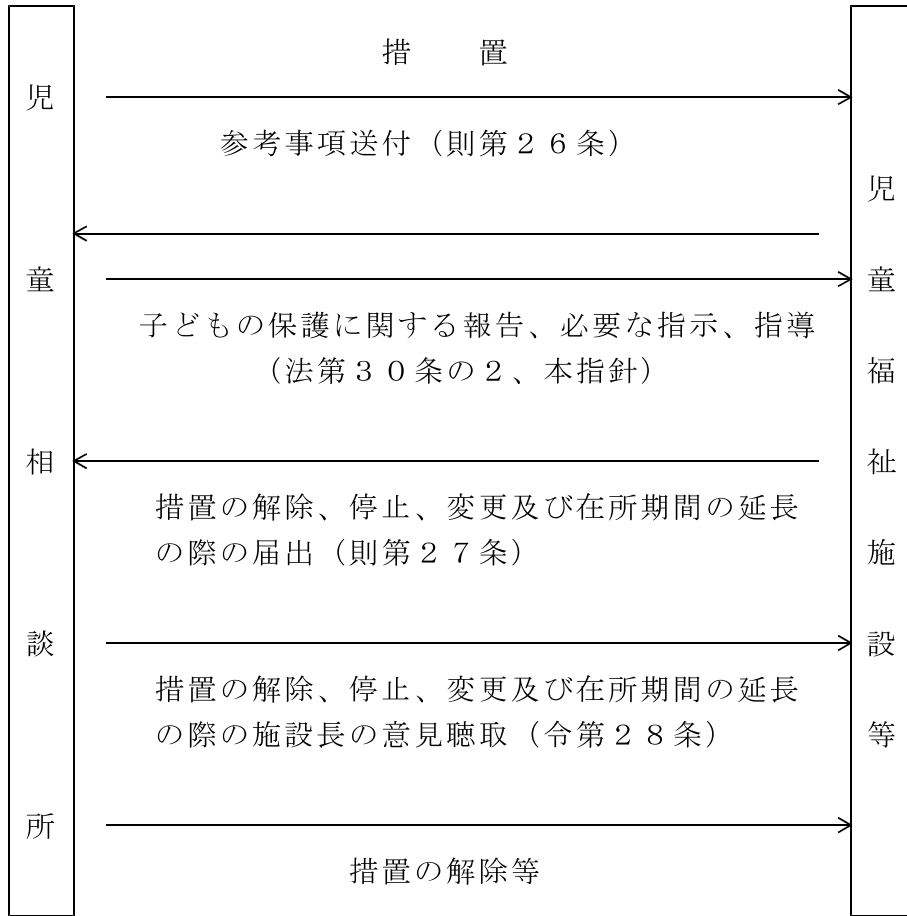 児童相談所
措　　置
参考事項送付（則第２６条）
子どもの保護に関する報告、必要な指示、指導
（法第３０条の２、本指針）
措置の解除、停止、変更及び在所期間の延長
の際の届出（則第２７条）
措置の解除、停止、変更及び在所期間の延長
の際の施設長の意見聴取（令第２８条）
措置の解除等
児童福祉施設等